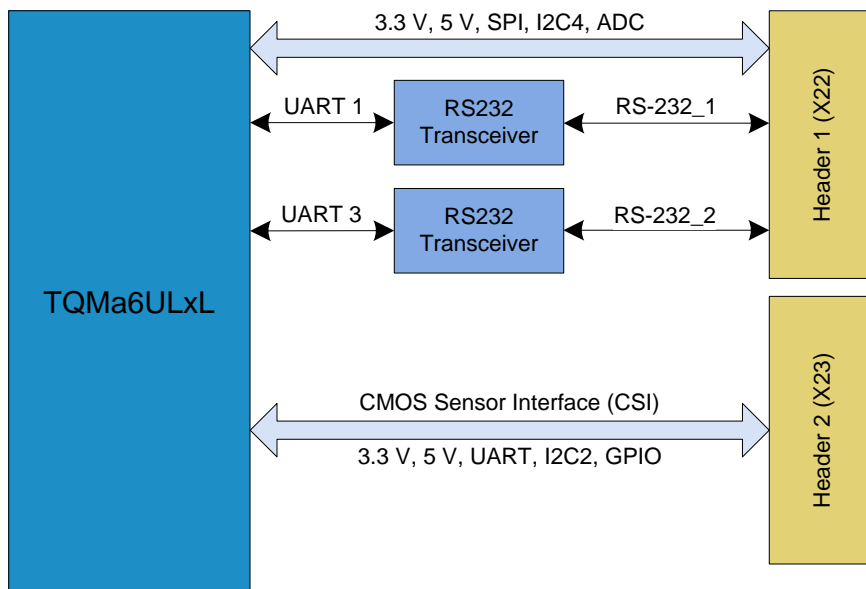 3.3 V, 5 V, SPI, I2C4, ADC
UART 1
RS232
Transceiver
RS-232_1
Header 1 (X22)
UART 3
RS232
Transceiver
RS-232_2
TQMa6ULxL
CMOS Sensor Interface (CSI)
3.3 V, 5 V, UART, I2C2, GPIO
Header 2 (X23)